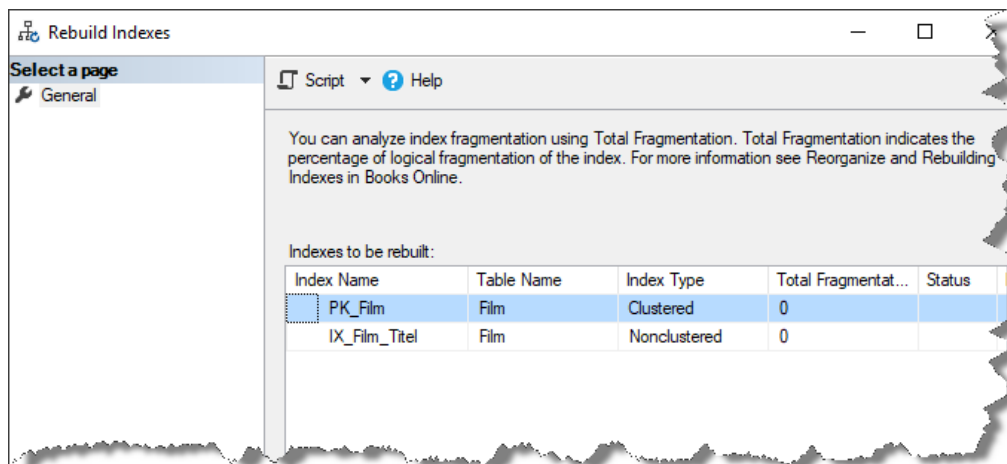 Rebuild Indexes
Select a page
General
Script Help
You can analyze index fragmentation using Total Fragmentation. Total Fragmentation indicates the
percentage of logical fragmentation of the index. For more information see Reorganize and Rebuilding
Indexes in Books Online.
Indexes to be rebuilt:
Index Name Table Name Index Type Total Fragmentat... Status
PK_Film Film Clustered 0
IX_Film_Titel Film Nonclustered 0